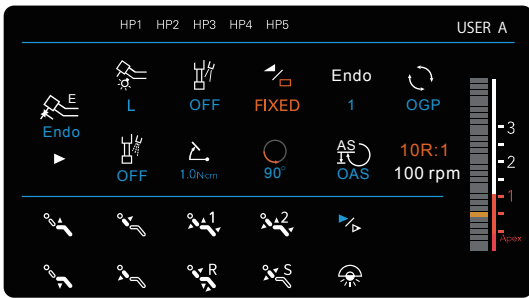 HP1 HP2 HP3 HP4 HP5 USER A
E
Endo
L
OFF
FIXED
Endo
1
OGP
OFF
1.0Ncm
90°
AS
OAS
10R:1
100 rpm
3
2
1
Apex
1
2
R
S